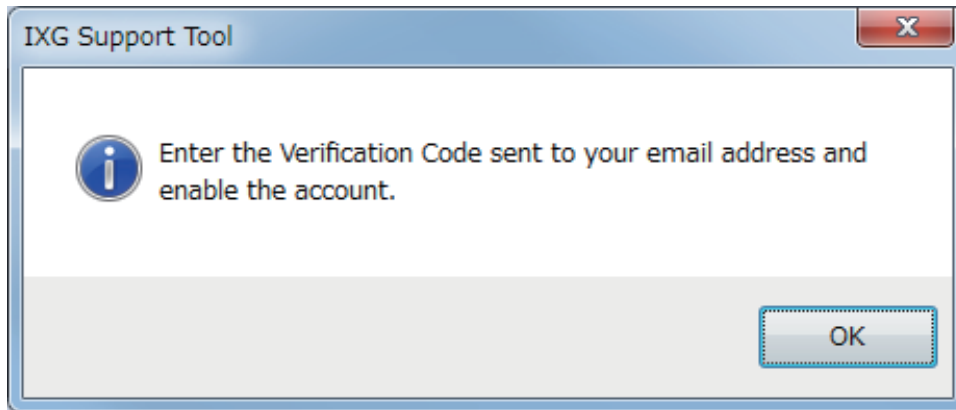 IXG Support Tool
Enter the Verification Code sent to your email address and
enable the account.
OK